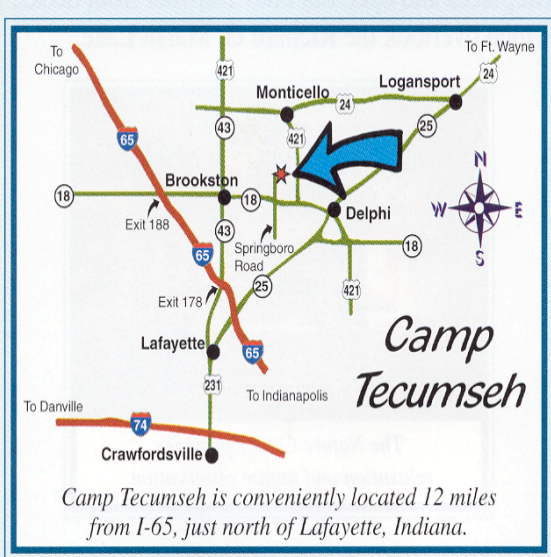 To
Chicago
421
To Ft. Wayne
24
Logansport
Monticello
24
65
43
421
25
Brookston
18
18
Exit 188
Delphi
N
W
E
S
43
Springboro
Road
18
65
25
421
Exit 178
Camp
Tecumseh
Lafayette
65
231
To Indianapolis
To Danville
74
Crawfordsville
Camp Tecumseh is conveniently located 12 miles
from I-65, just north of Lafayette, Indiana.